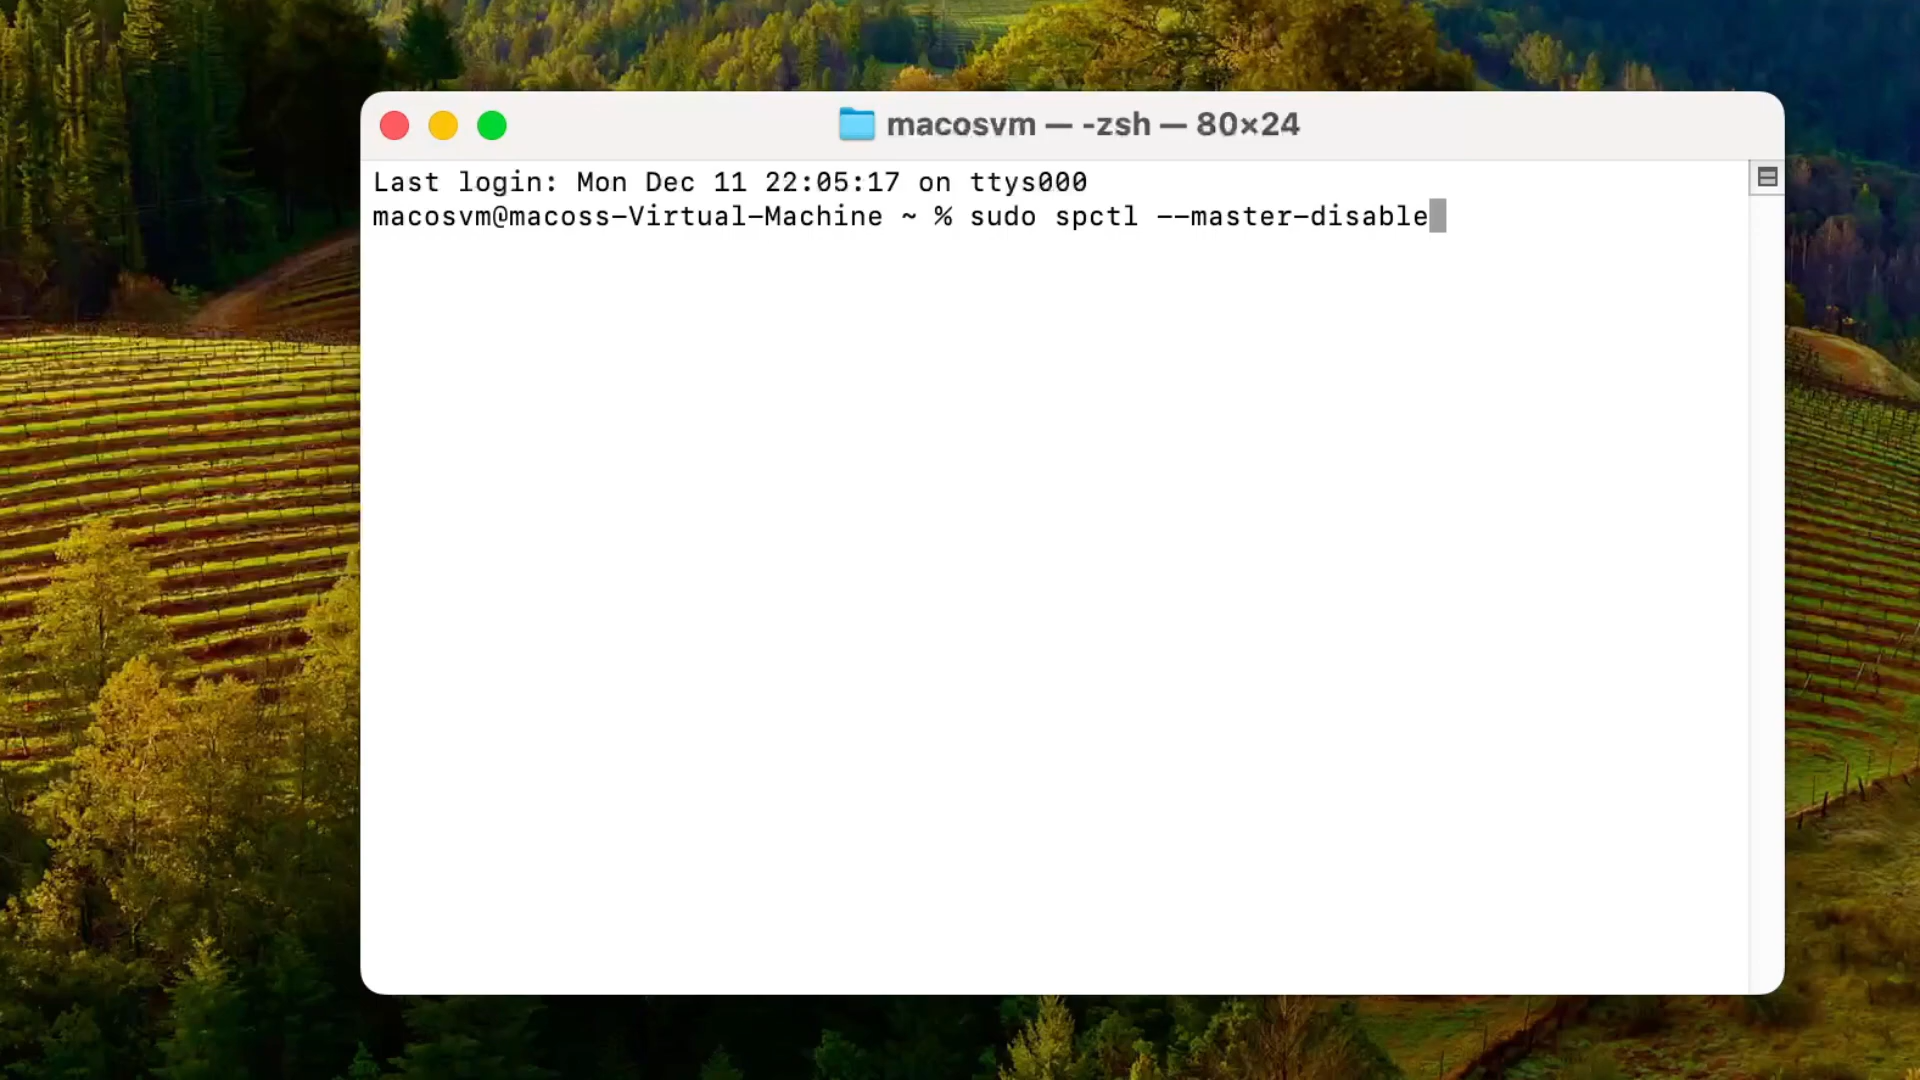 macosvm — -zsh — 80×24
Last login: Mon Dec 11 22:05:17 on ttys000
macosvm@macoss-Virtual-Machine ~ % sudo spctl --master-disable